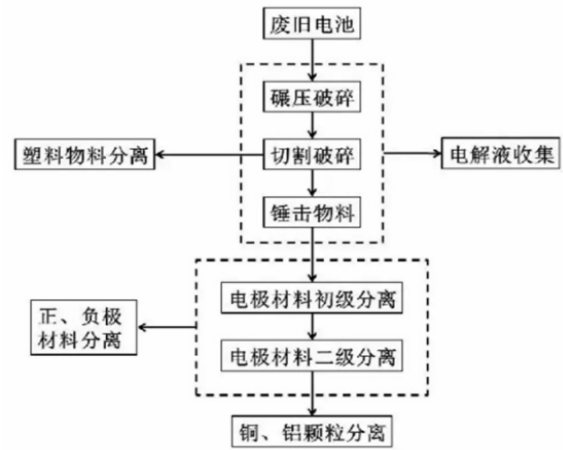 废旧电池
碾压破碎
塑料物料分离
切割破碎
电解液收集
锤击物料
电极材料初级分离
正、负极
材料分离
电极材料二级分离
铜、铝颗粒分离